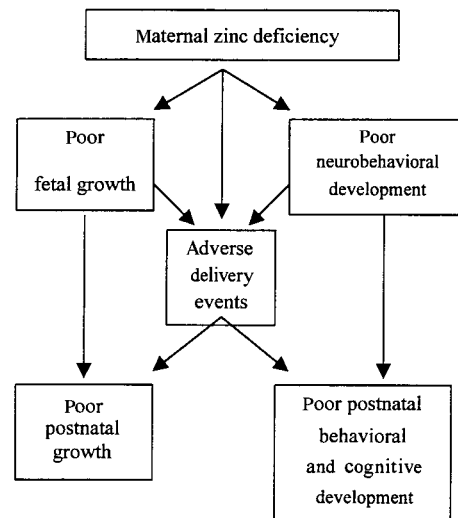 Maternal zinc deficiency
Poor
fetal growth
Poor
neurobehavioral
development
Adverse
delivery
events
Poor
postnatal
growth
Poor postnatal
behavioral
and cognitive
development